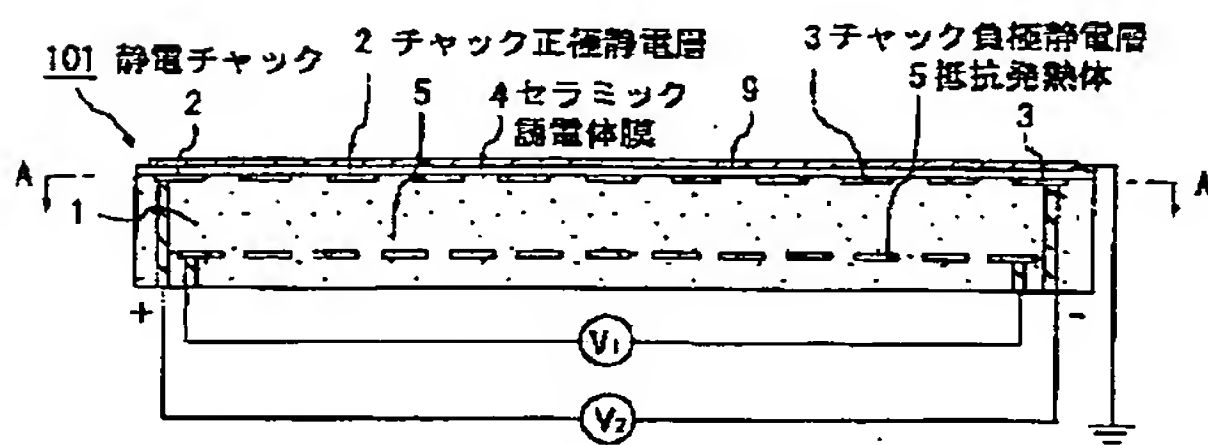 101 静電チャック
2 チャック正極静電層
3チャック負極静電層
5抵抗発熱体
2
5
4セラミック
誘電体膜
9
3
A
A
1
+
-
V1
V2